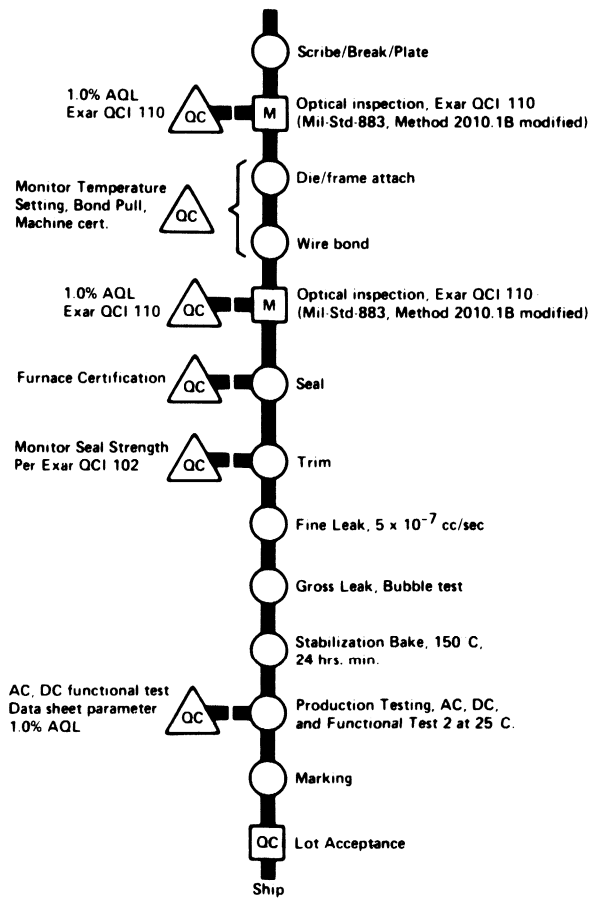 Scribe/Break/Plate
1.0% AQL
Exar QCI 110
QC
M
Optical inspection, Exar QCI 110
(Mil-Std-883, Method 2010.1B modified)
Die/frame attach
Monitor Temperature
Setting, Bond Pull,
Machine cert.
QC
Wire bond
1.0% AQL
Exar QCI 110
QC
M
Optical inspection, Exar QCI 110
(Mil-Std-883, Method 2010.1B modified)
Furnace Certification
QC
Seal
Monitor Seal Strength
Per Exar QCI 102
QC
Trim
Fine Leak, 5 x 10⁻⁷ cc/sec
Gross Leak, Bubble test
Stabilization Bake, 150 C,
24 hrs. min.
AC, DC functional test
Data sheet parameter
1.0% AQL
QC
Production Testing, AC, DC,
and Functional Test 2 at 25 C.
Marking
QC
Lot Acceptance
Ship